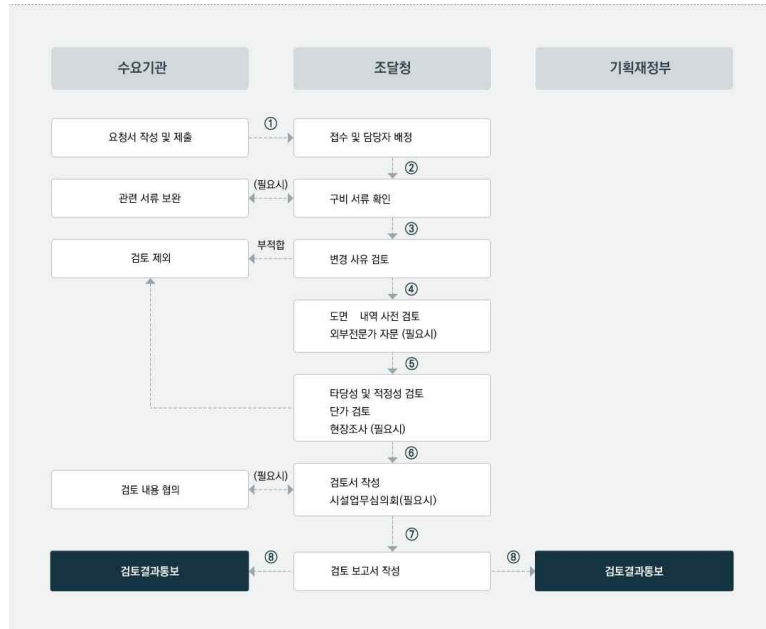 수요기관
조달청
기획재정부
요청서 작성 및 제출
①
접수 및 담당자 배정
②
관련 서류 보완
(필요시)
구비 서류 확인
③
검토 제외
부적합
변경 사유 검토
④
도면 내역 사전 검토
외부전문가 자문 (필요시)
⑤
타당성 및 적정성 검토
단가 검토
현장조사 (필요시)
⑥
검토 내용 협의
(필요시)
검토서 작성
시설업무심의회(필요시)
⑦
검토결과통보
⑧
검토 보고서 작성
⑧
검토결과통보